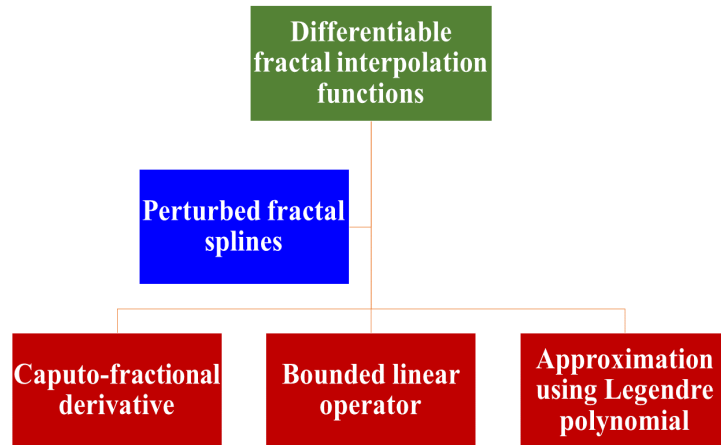 Differentiable
fractal interpolation
functions
Perturbed fractal
splines
Caputo-fractional
derivative
Bounded linear
operator
Approximation
using Legendre
polynomial